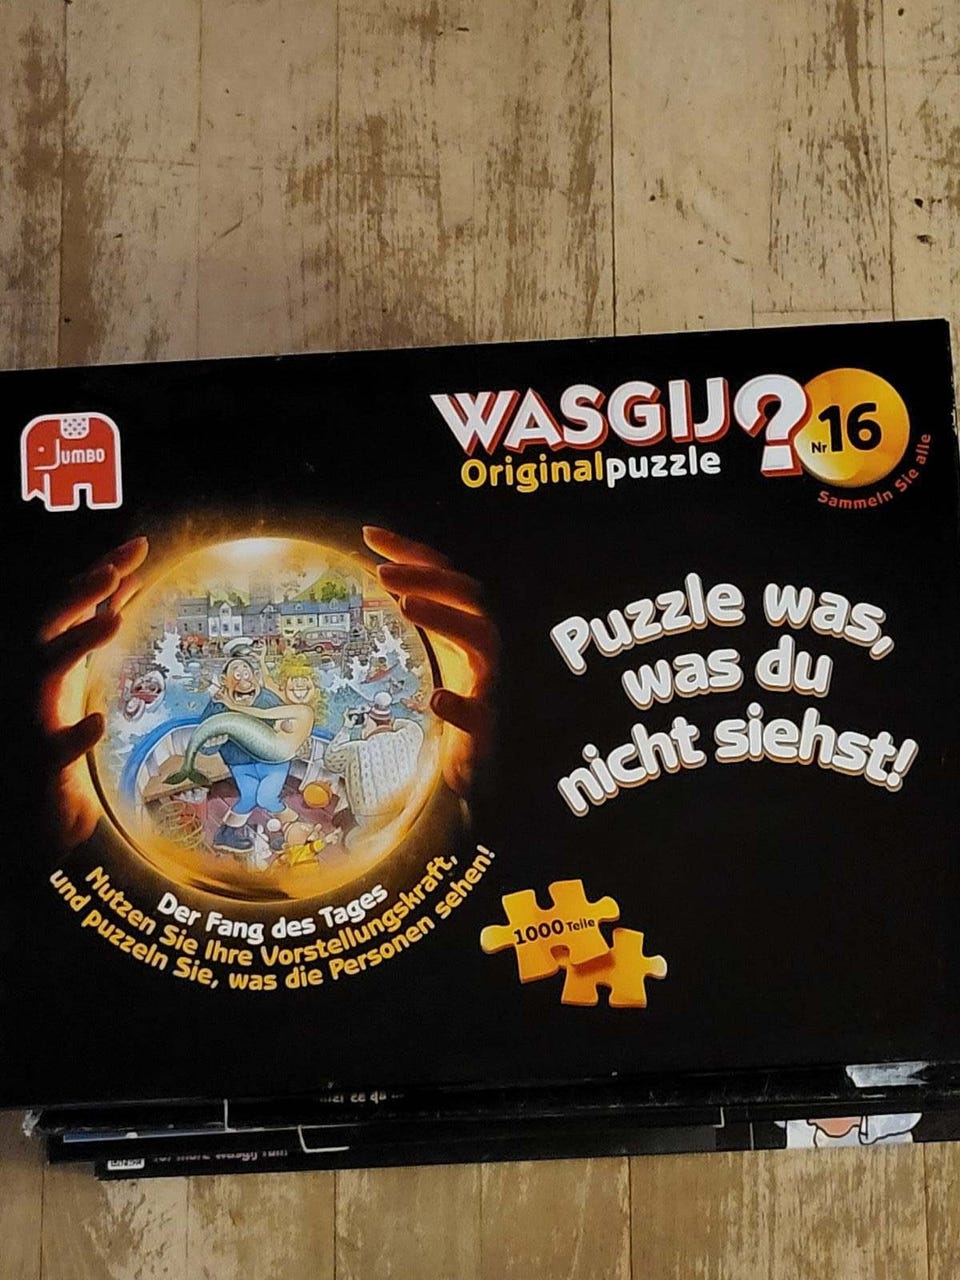 JUMBO
WASGIJ?
Originalpuzzle
Nr 16
Sammeln Sie alle
Puzzle was,
was du
nicht siehst!
Der Fang des Tages
Nutzen Sie Ihre Vorstellungskraft,
und puzzeln Sie, was die Personen sehen!
1000 Teile